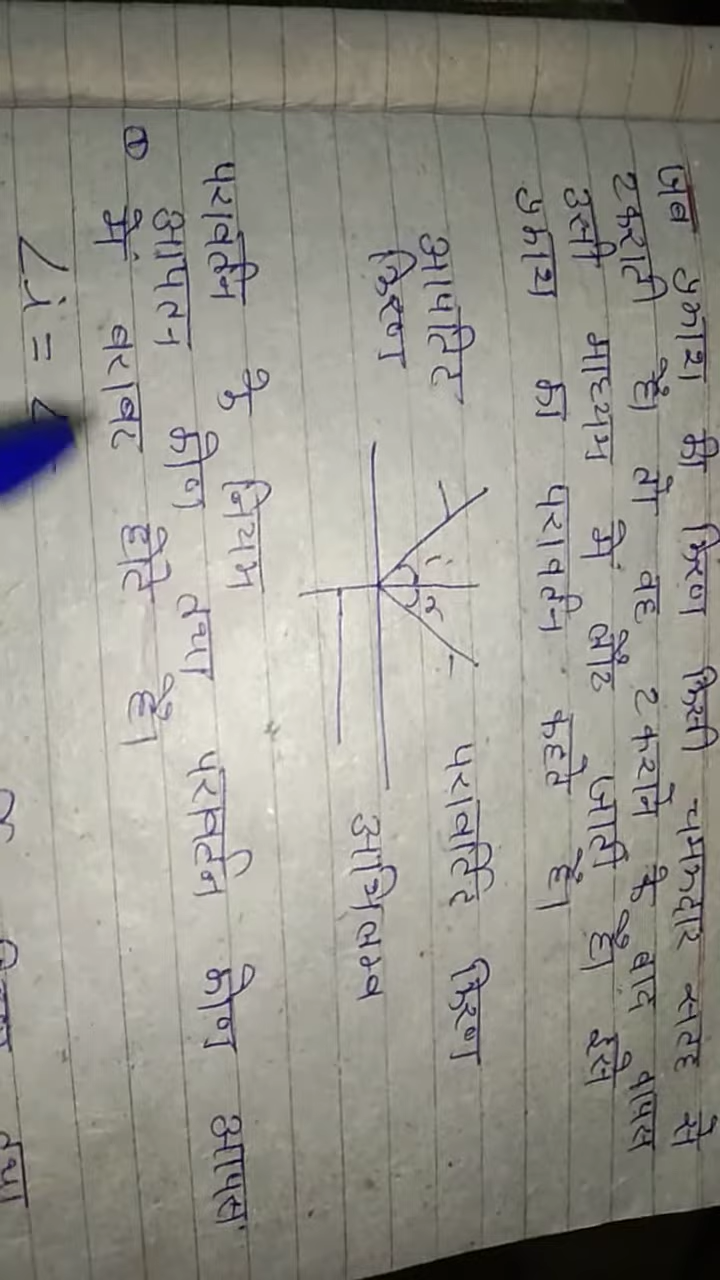 जब प्रकाश की किरण किसी चमकदार सतह से
टकराती है। तो वह टकराने के बाद वापस
उसी माध्यम में लौट जाती है। इसे
प्रकाश का परावर्तन कहते है।
आपतित किरण
परावर्तित किरण
i
r
अभिलम्ब
परावर्तन के नियम
① आपतन कोण तथा परावर्तन कोण आपस
में बराबर होते है।
∠i =
तथा